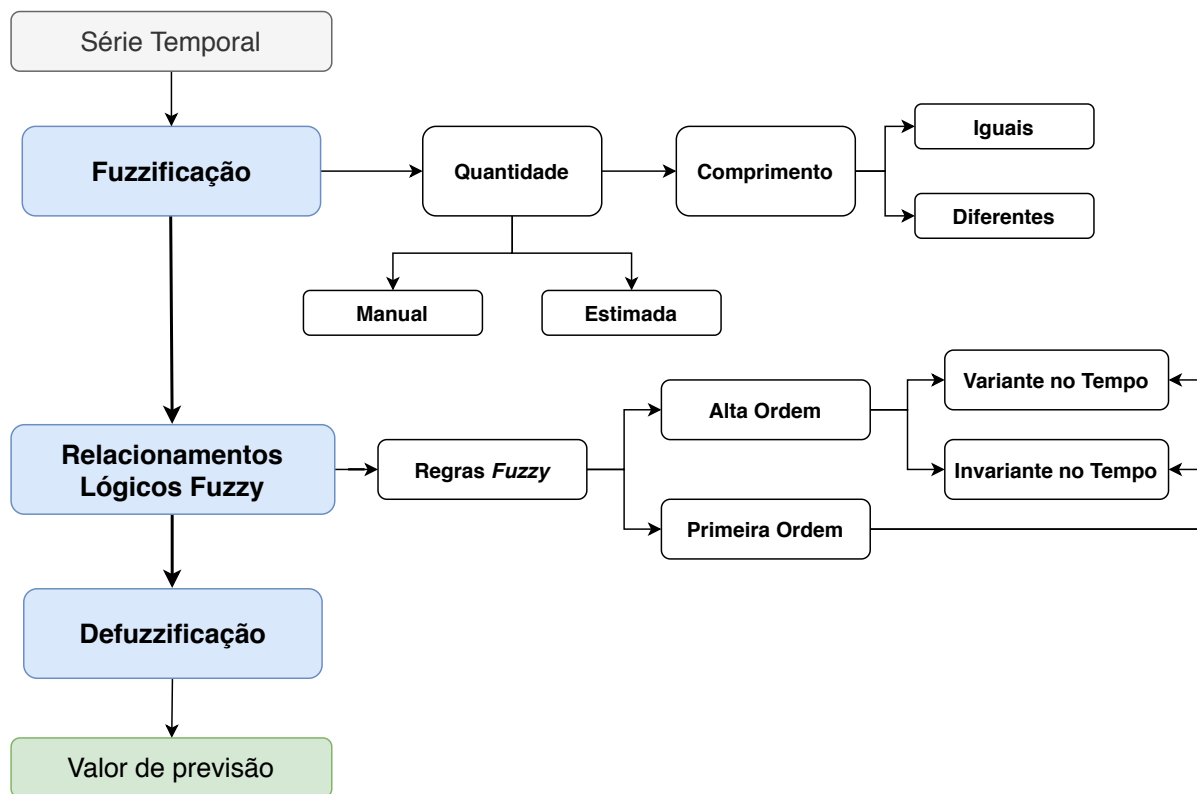 Série Temporal
Fuzzificação
Quantidade
Comprimento
Iguais
Diferentes
Manual
Estimada
Relacionamentos
Lógicos Fuzzy
Regras Fuzzy
Alta Ordem
Primeira Ordem
Variante no Tempo
Invariante no Tempo
Defuzzificação
Valor de previsão